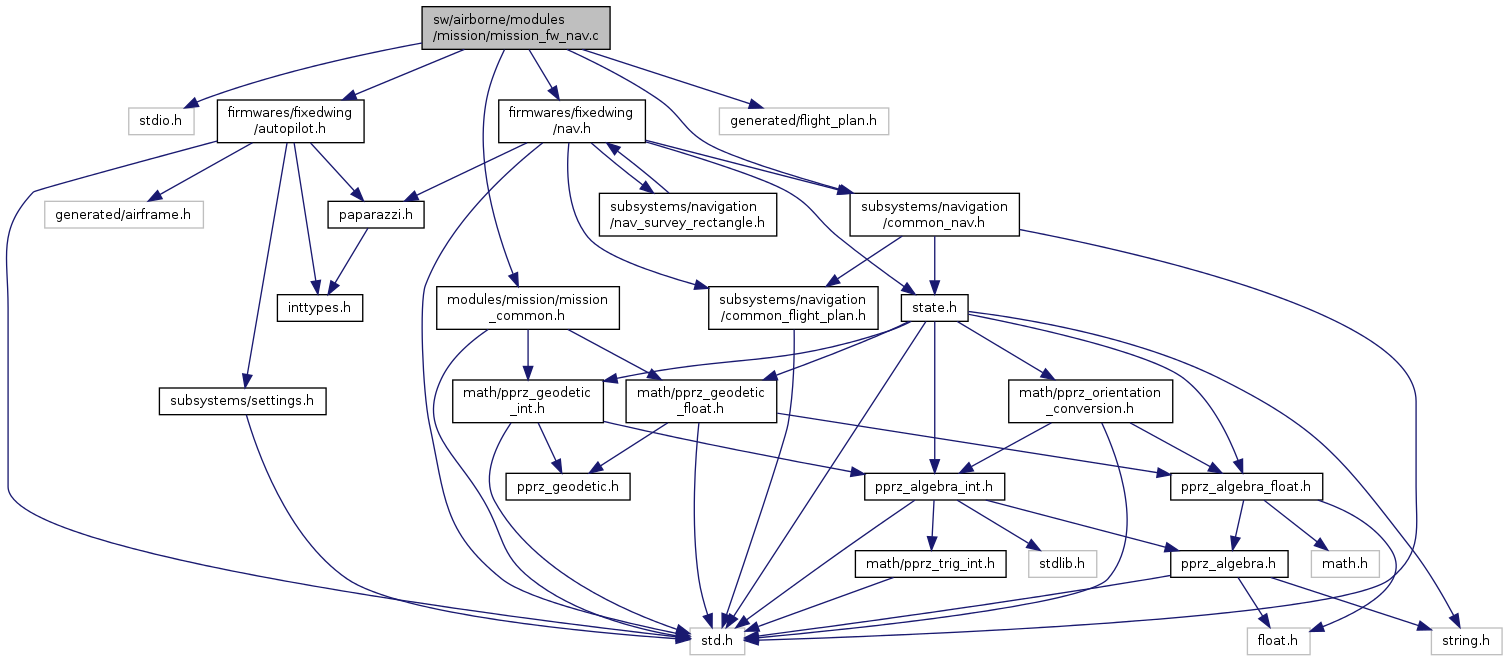 sw/airborne/modules
/mission/mission_fw_nav.c
stdio.h
firmwares/fixedwing
/autopilot.h
firmwares/fixedwing
/nav.h
generated/flight_plan.h
generated/airframe.h
paparazzi.h
subsystems/navigation
/nav_survey_rectangle.h
subsystems/navigation
/common_nav.h
inttypes.h
modules/mission/mission
_common.h
subsystems/navigation
/common_flight_plan.h
state.h
subsystems/settings.h
math/pprz_geodetic
_int.h
math/pprz_geodetic
_float.h
math/pprz_orientation
_conversion.h
pprz_geodetic.h
pprz_algebra_int.h
pprz_algebra_float.h
math/pprz_trig_int.h
stdlib.h
pprz_algebra.h
math.h
std.h
float.h
string.h